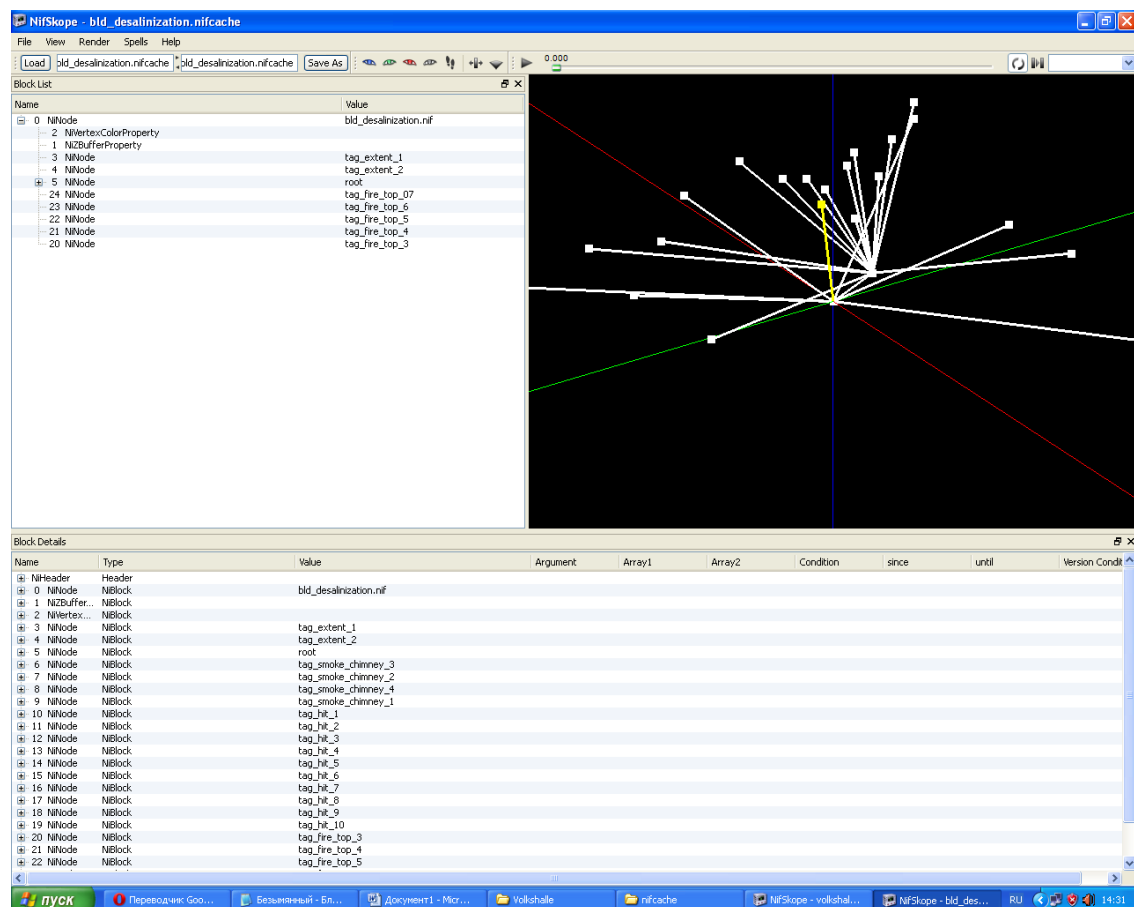 NifSkope - bld_desalinization.nifcache
File View Render Spells Help
Load bld_desalinization.nifcache bld_desalinization.nifcache Save As 0.000
Block List
Name Value
0 NiNode bld_desalinization.nif
2 NiVertexColorProperty
1 NiZBufferProperty
3 NiNode tag_extent_1
4 NiNode tag_extent_2
5 NiNode root
24 NiNode tag_fire_top_07
23 NiNode tag_fire_top_6
22 NiNode tag_fire_top_5
21 NiNode tag_fire_top_4
20 NiNode tag_fire_top_3
Block Details
Name Type Value Argument Array1 Array2 Condition since until Version Condit
NiHeader Header
0 NiNode NiBlock bld_desalinization.nif
1 NiZBuffer... NiBlock
2 NiVertex... NiBlock
3 NiNode NiBlock tag_extent_1
4 NiNode NiBlock tag_extent_2
5 NiNode NiBlock root
6 NiNode NiBlock tag_smoke_chimney_3
7 NiNode NiBlock tag_smoke_chimney_2
8 NiNode NiBlock tag_smoke_chimney_4
9 NiNode NiBlock tag_smoke_chimney_1
10 NiNode NiBlock tag_hit_1
11 NiNode NiBlock tag_hit_2
12 NiNode NiBlock tag_hit_3
13 NiNode NiBlock tag_hit_4
14 NiNode NiBlock tag_hit_5
15 NiNode NiBlock tag_hit_6
16 NiNode NiBlock tag_hit_7
17 NiNode NiBlock tag_hit_8
18 NiNode NiBlock tag_hit_9
19 NiNode NiBlock tag_hit_10
20 NiNode NiBlock tag_fire_top_3
21 NiNode NiBlock tag_fire_top_4
22 NiNode NiBlock tag_fire_top_5
пуск Переводчик Goo... Безымянный - Бл... Документ1 - Micr... Volkshalle nifcache NifSkope - volkshal... NifSkope - bld_des... RU 14:31